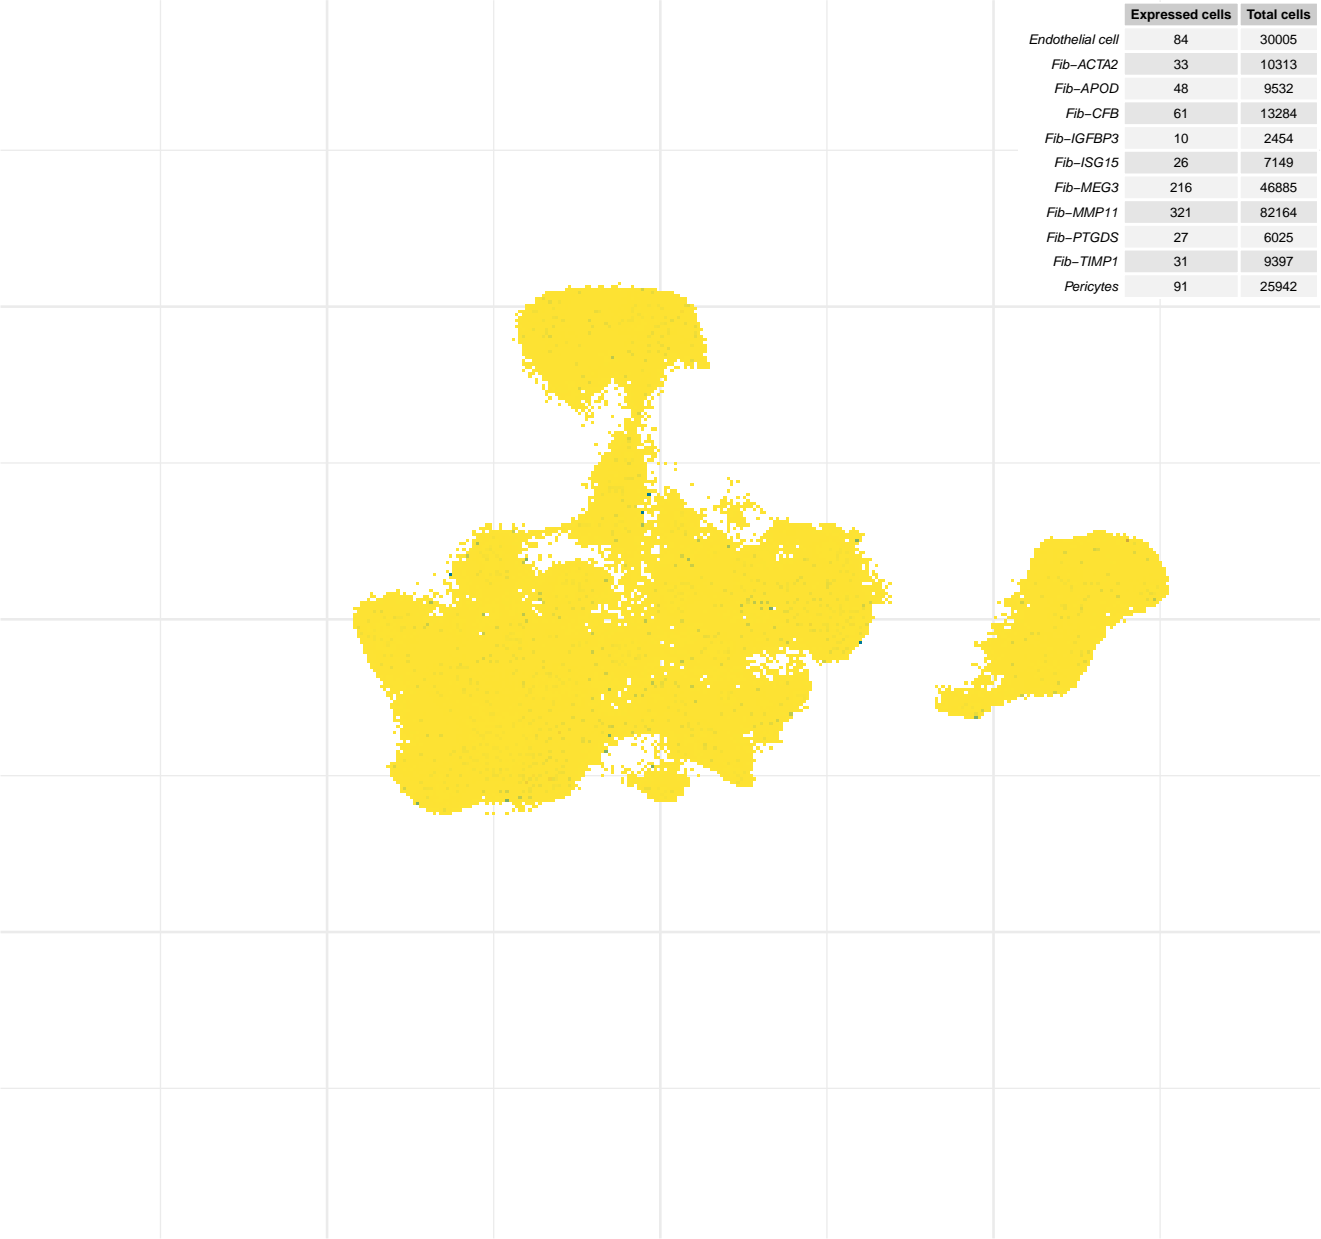 Expressed cells Total cells
Endothelial cell 84 30005
Fib−ACTA2 33 10313
Fib−APOD 48 9532
Fib−CFB 61 13284
Fib−IGFBP3 10 2454
Fib−ISG15 26 7149
Fib−MEG3 216 46885
Fib−MMP11 321 82164
Fib−PTGDS 27 6025
Fib−TIMP1 31 9397
Pericytes 91 25942